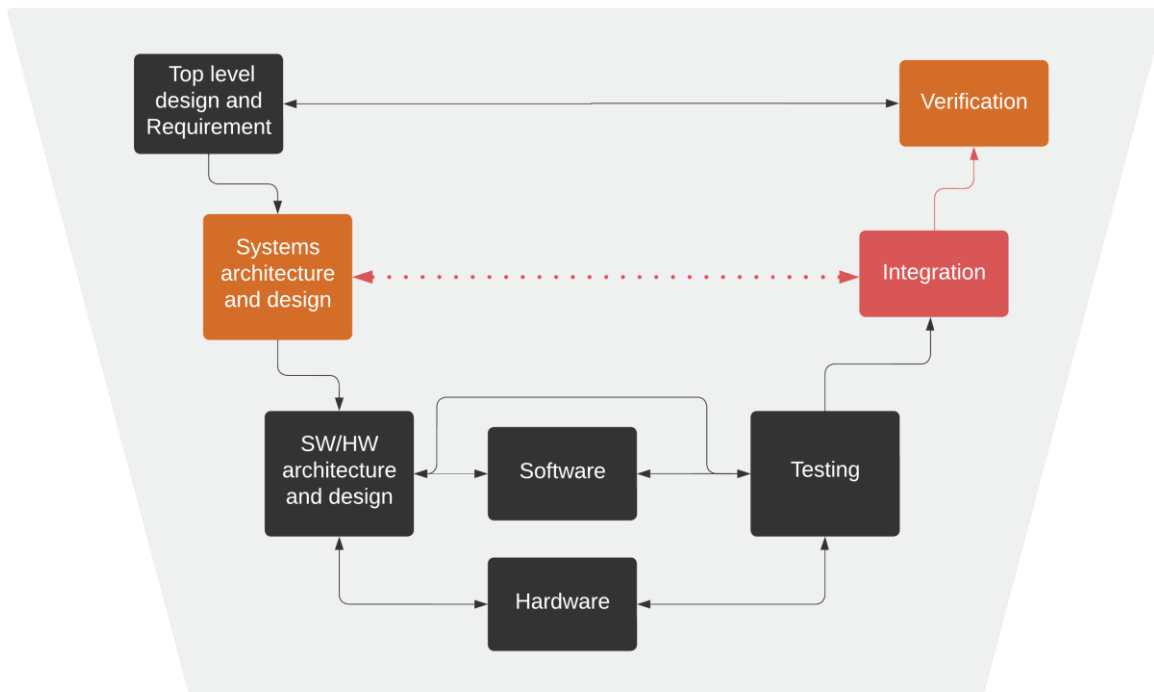 Top level
design and
Requirement
Verification
Systems
architecture
and design
Integration
SW/HW
architecture
and design
Software
Testing
Hardware